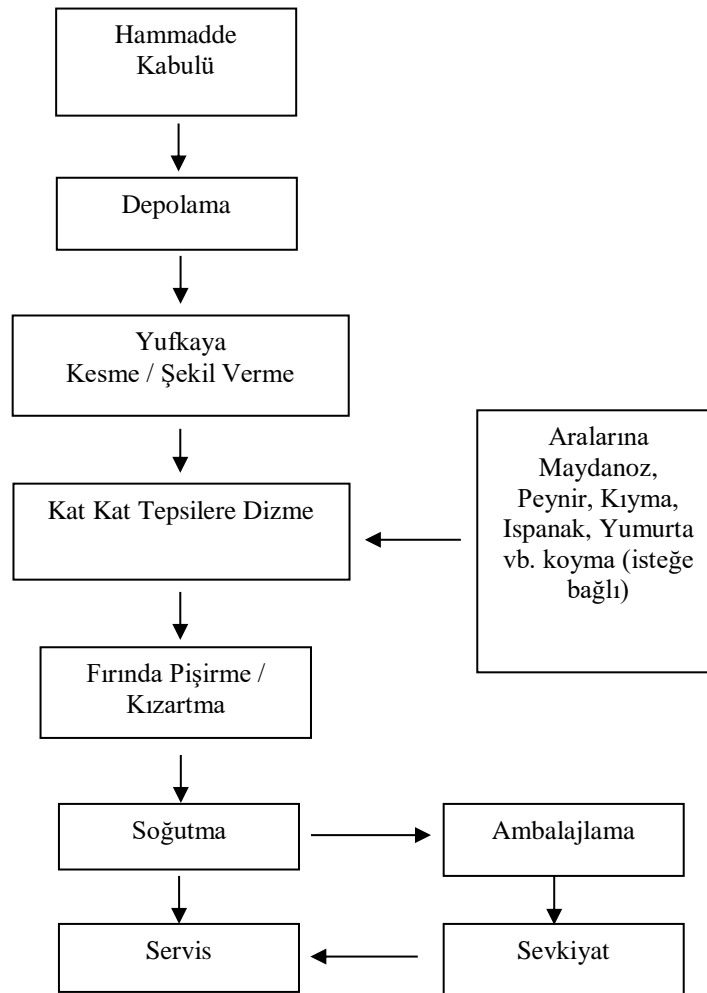 Hammadde
Kabulü
Depolama
Yufkaya
Kesme / Şekil Verme
Kat Kat Tepsilere Dizme
Aralarına
Maydanoz,
Peynir, Kıyma,
Ispanak, Yumurta
vb. koyma (isteğe
bağlı)
Fırında Pişirme /
Kızartma
Soğutma
Ambalajlama
Servis
Sevkiyat